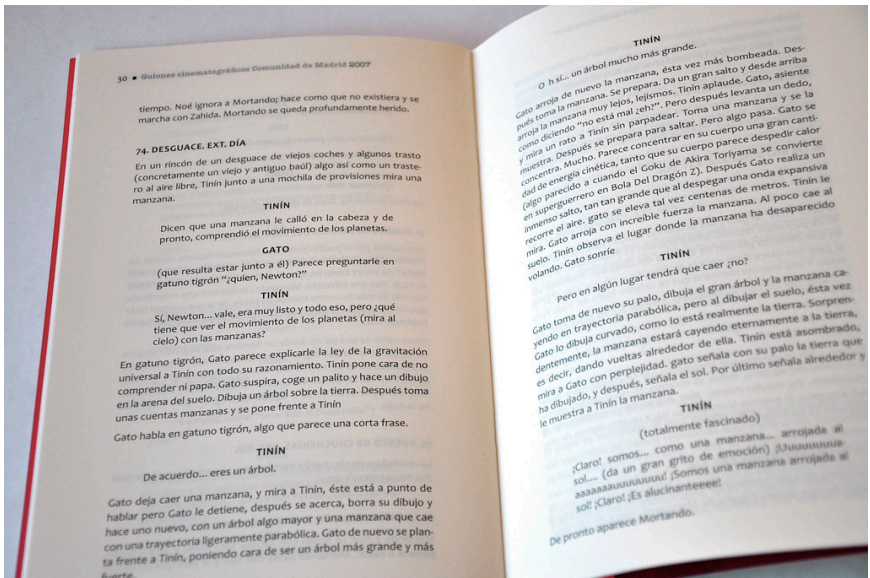 30 ■ Guiones cinematográficos Comunidad de Madrid 2007
tiempo. Noé ignora a Mortando; hace como que no existiera y se
marcha con Zahida. Mortando se queda profundamente herido.
74. DESGUACE. EXT. DÍA
En un rincón de un desguace de viejos coches y algunos trasto
(concretamente un viejo y antiguo baúl) algo así como un traste-
ro al aire libre, Tinín junto a una mochila de provisiones mira una
manzana.
TINÍN
Dicen que una manzana le calló en la cabeza y de
pronto, comprendió el movimiento de los planetas.
GATO
(que resulta estar junto a él) Parece preguntarle en
gatuno tigrón “¿quien, Newton?”
TINÍN
Sí, Newton... vale, era muy listo y todo eso, pero ¿qué
tiene que ver el movimiento de los planetas (mira al
cielo) con las manzanas?
En gatuno tigrón, Gato parece explicarle la ley de la gravitación
universal a Tinín con todo su razonamiento. Tinín pone cara de no
comprender ni papa. Gato suspira, coge un palito y hace un dibujo
en la arena del suelo. Dibuja un árbol sobre la tierra. Después toma
unas cuentas manzanas y se pone frente a Tinín
Gato habla en gatuno tigrón, algo que parece una corta frase.
TINÍN
De acuerdo... eres un árbol.
Gato deja caer una manzana, y mira a Tinín, éste está a punto de
hablar pero Gato le detiene, después se acerca, borra su dibujo y
hace uno nuevo, con un árbol algo mayor y una manzana que cae
con una trayectoria ligeramente parabólica. Gato de nuevo se plan-
ta frente a Tinín, poniendo cara de ser un árbol más grande y más
fuerte.
TINÍN
O h sí... un árbol mucho más grande.
Gato arroja de nuevo la manzana, ésta vez más bombeada. Des-
pués toma la manzana. Se prepara. Da un gran salto y desde arriba
arroja la manzana muy lejos, lejísmos. Tinín aplaude. Gato, asiente
como diciendo “no está mal ¿eh?”. Pero después levanta un dedo,
y mira un rato a Tinín sin parpadear. Toma una manzana y se la
muestra. Después se prepara para saltar. Pero algo pasa. Gato se
concentra. Mucho. Parece concentrar en su cuerpo una gran canti-
dad de energía cinética, tanto que su cuerpo parece despedir calor
(algo parecido a cuando el Goku de Akira Toriyama se convierte
en superguerrero en Bola Del Dragón Z). Después Gato realiza un
inmenso salto, tan tan grande que al despegar una onda expansiva
recorre el aire. gato se eleva tal vez centenas de metros. Tinín le
mira. Gato arroja con increíble fuerza la manzana. Al poco cae al
suelo. Tinín observa el lugar donde la manzana ha desaparecido
volando. Gato sonríe
TINÍN
Pero en algún lugar tendrá que caer ¿no?
Gato toma de nuevo su palo, dibuja el gran árbol y la manzana ca-
yendo en trayectoria parabólica, pero al dibujar el suelo, ésta vez
Gato lo dibuja curvado, como lo está realmente la tierra. Sorpren-
dentemente, la manzana estará cayendo eternamente a la tierra,
es decir, dando vueltas alrededor de ella. Tinín está asombrado,
mira a Gato con perplejidad. gato señala con su palo la tierra que
ha dibujado, y después, señala el sol. Por último señala alrededor y
le muestra a Tinín la manzana.
TINÍN
(totalmente fascinado)
¡Claro! somos... como una manzana... arrojada al
sol.... (da un gran grito de emoción) ¡Uuuuuuuua-
aaaaaauuuuuuuu! ¡Somos una manzana arrojada al
sol! ¡Claro! ¡Es alucinanteeee!
De pronto aparece Mortando.